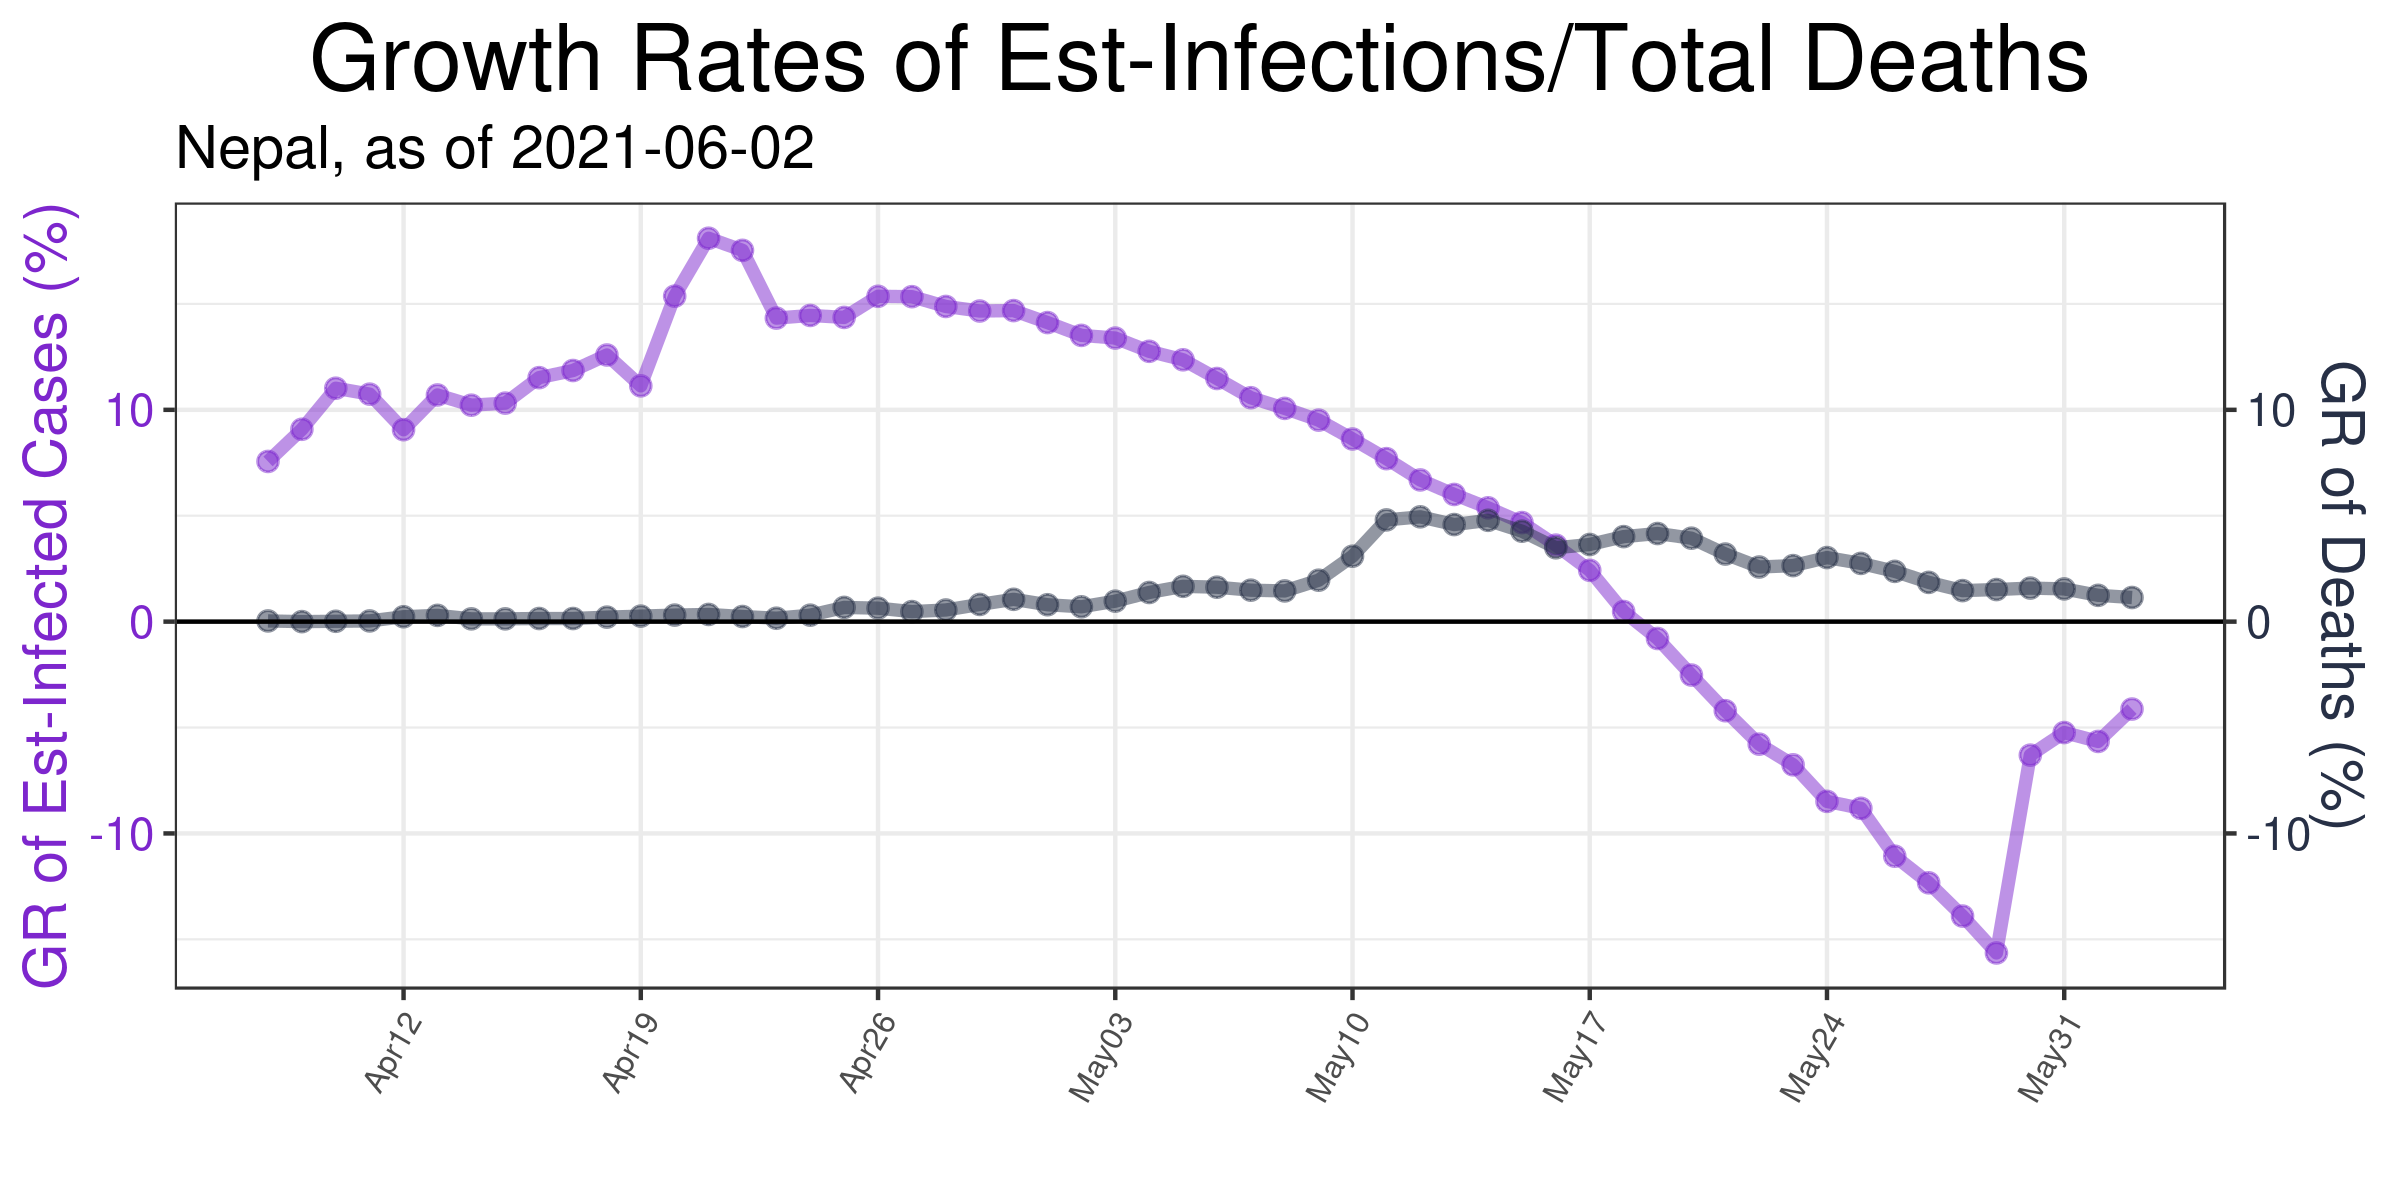 Growth Rates of Est-Infections/Total Deaths
Nepal, as of 2021-06-02
GR of Est-Infected Cases (%)
10
0
-10
GR of Deaths (%)
10
0
-10
Apr12
Apr19
Apr26
May03
May10
May17
May24
May31